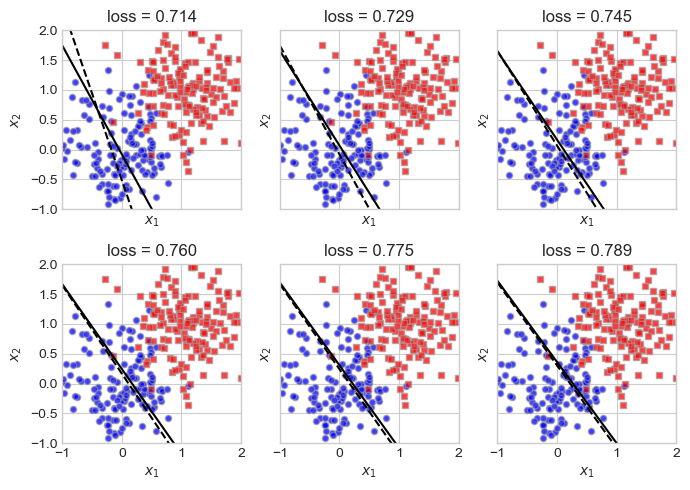 loss = 0.714 loss = 0.729 loss = 0.745
2.0
1.5
1.0
0.5
0.0
−0.5
−1.0
x₂ x₂ x₂
x₁ x₁ x₁
loss = 0.760 loss = 0.775 loss = 0.789
2.0
1.5
1.0
0.5
0.0
−0.5
−1.0
x₂ x₂ x₂
−1 0 1 2 −1 0 1 2 −1 0 1 2
x₁ x₁ x₁